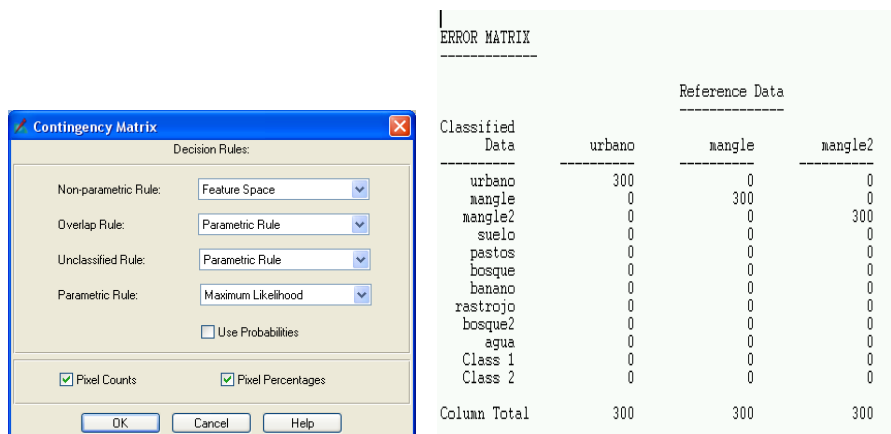 Contingency Matrix
Decision Rules:
Non-parametric Rule: Feature Space
Overlap Rule: Parametric Rule
Unclassified Rule: Parametric Rule
Parametric Rule: Maximum Likelihood
Use Probabilities
Pixel Counts Pixel Percentages
OK Cancel Help
ERROR MATRIX
-------------
Reference Data
--------------
Classified
Data urbano mangle mangle2
---------- ---------- ---------- ----------
urbano 300 0 0
mangle 0 300 0
mangle2 0 0 300
suelo 0 0 0
pastos 0 0 0
bosque 0 0 0
banano 0 0 0
rastrojo 0 0 0
bosque2 0 0 0
agua 0 0 0
Class 1 0 0 0
Class 2 0 0 0
Column Total 300 300 300